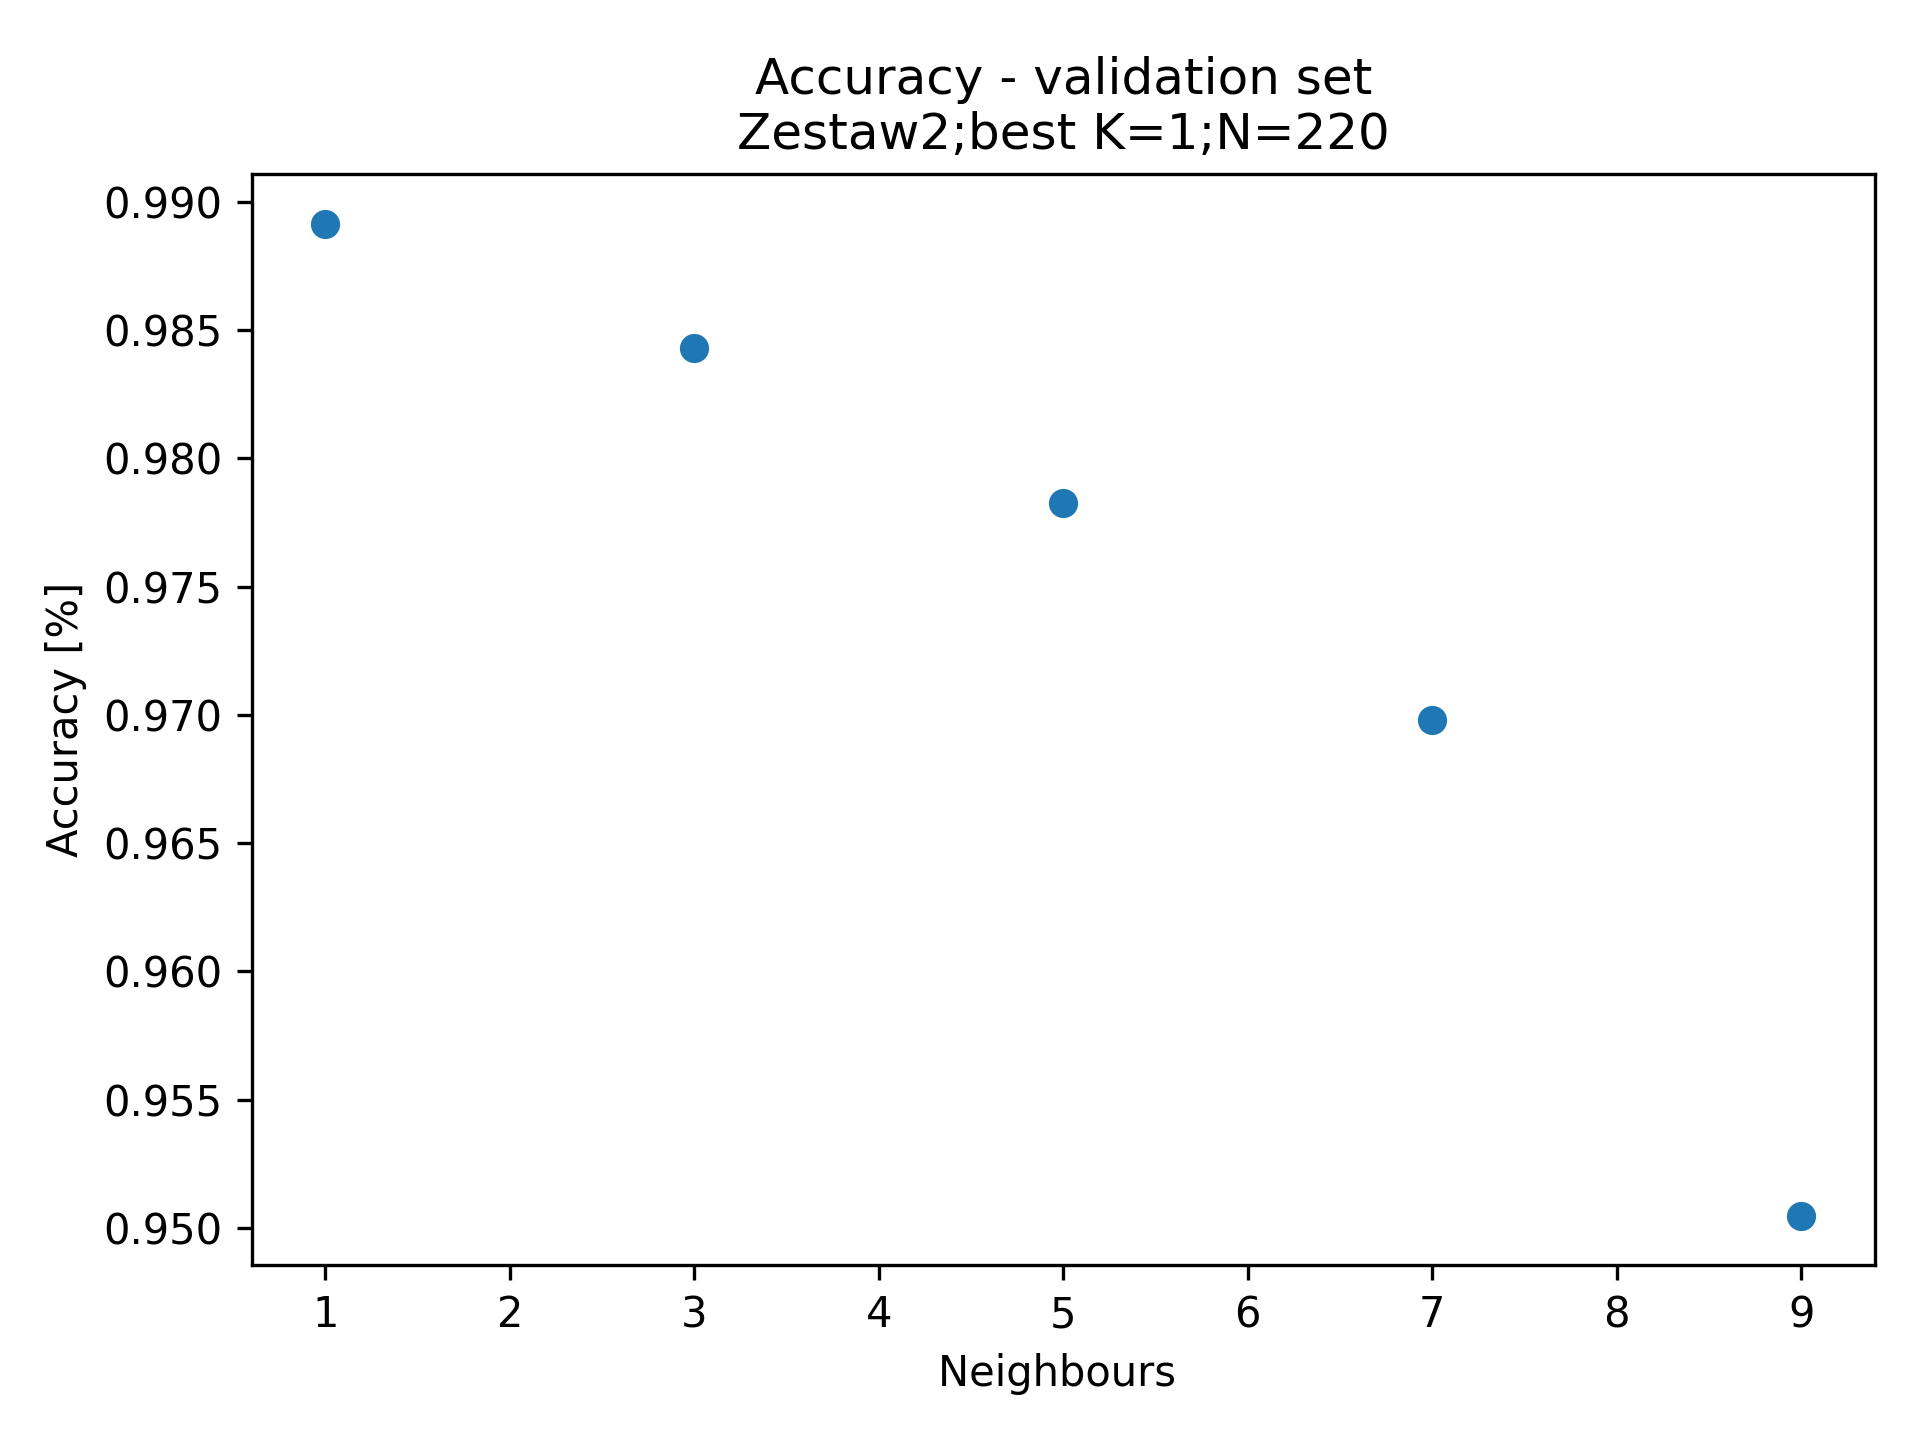 Accuracy - validation set
Zestaw2;best K=1;N=220
0.990
0.985
0.980
0.975
0.970
0.965
0.960
0.955
0.950
Accuracy [%]
1 2 3 4 5 6 7 8 9
Neighbours